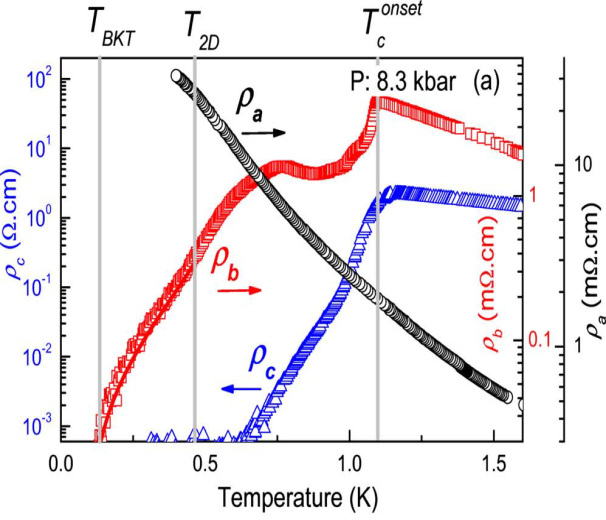 T_BKT T_2D T_c^onset
P: 8.3 kbar (a)
10^2
10^1
10^0
10^-1
10^-2
10^-3
ρ_c (Ω.cm)
ρ_a
ρ_b
ρ_c
1
0.1
ρ_b (mΩ.cm)
10
1
ρ_a (mΩ.cm)
0.0 0.5 1.0 1.5
Temperature (K)